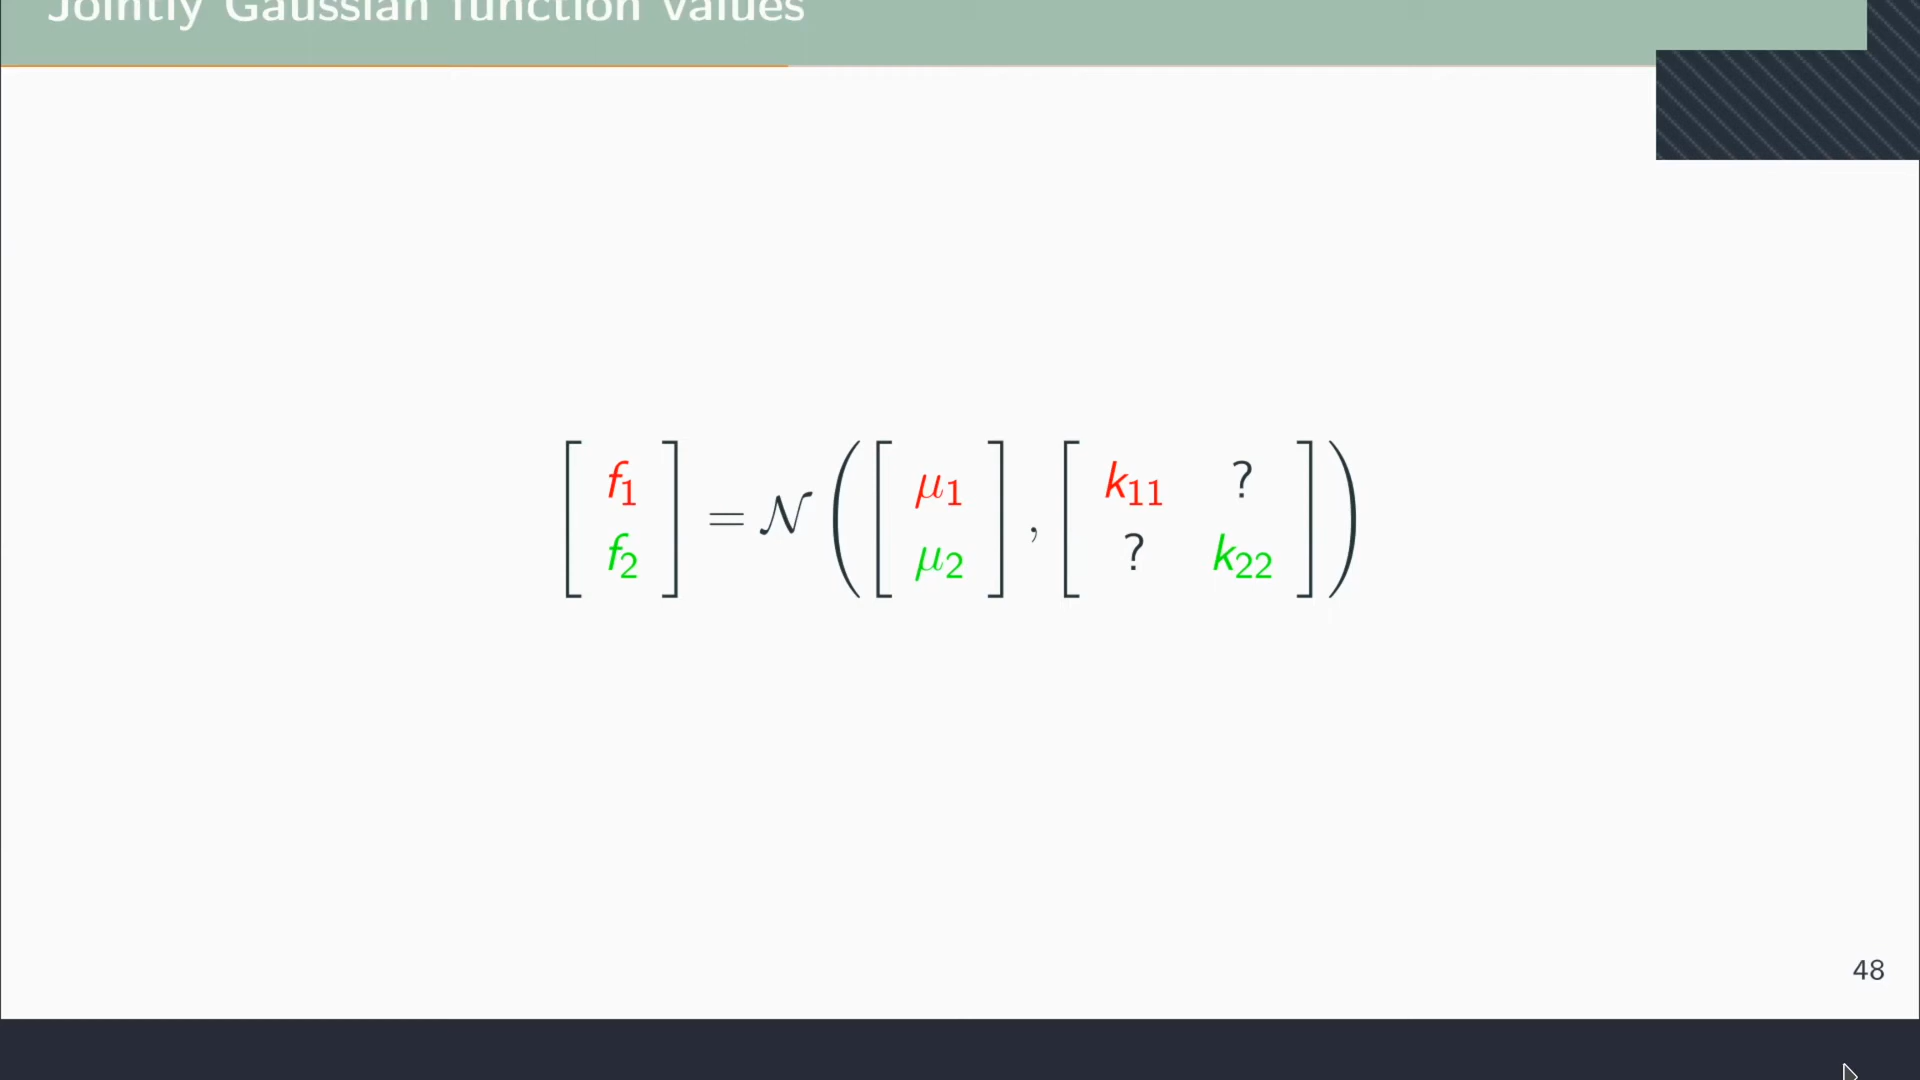 Jointly Gaussian function values
[ f₁ f₂ ] = 𝒩 ( [ μ₁ μ₂ ] , [ k₁₁ ? ? k₂₂ ] )
48